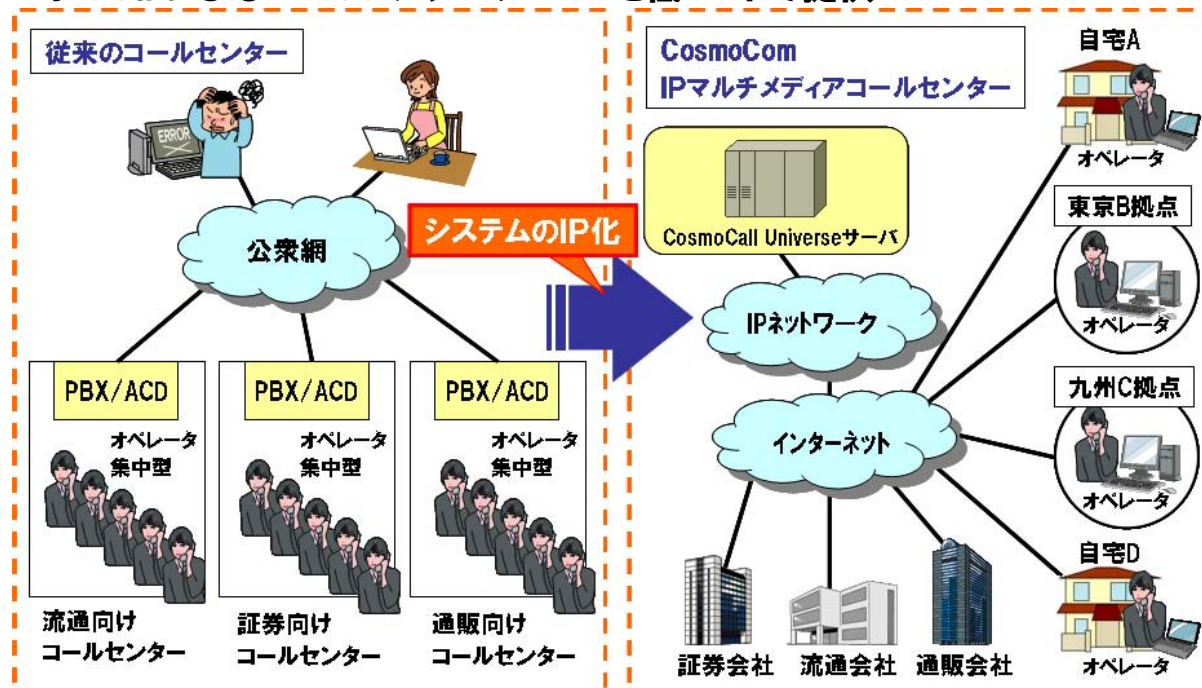 従来のコールセンター
ERROR
公衆網
PBX/ACD
オペレータ
集中型
流通向け
コールセンター
PBX/ACD
オペレータ
集中型
証券向け
コールセンター
PBX/ACD
オペレータ
集中型
通販向け
コールセンター
システムのIP化
CosmoCom
IPマルチメディアコールセンター
CosmoCall Universeサーバ
IPネットワーク
インターネット
証券会社
流通会社
通販会社
自宅A
オペレータ
東京B拠点
オペレータ
九州C拠点
オペレータ
自宅D
オペレータ